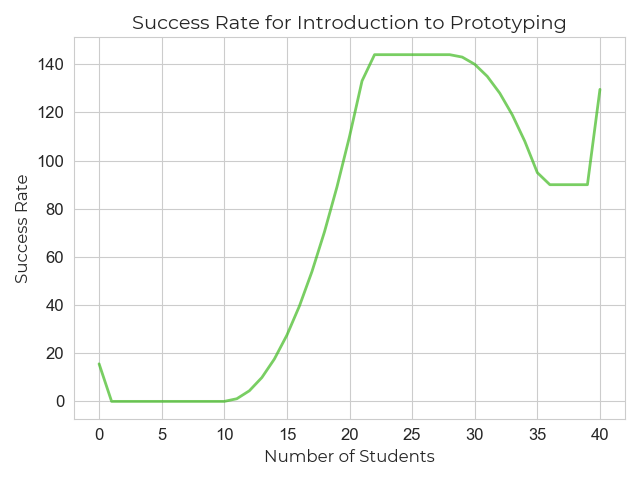 Success Rate for Introduction to Prototyping
Success Rate
140
120
100
80
60
40
20
0
0 5 10 15 20 25 30 35 40
Number of Students